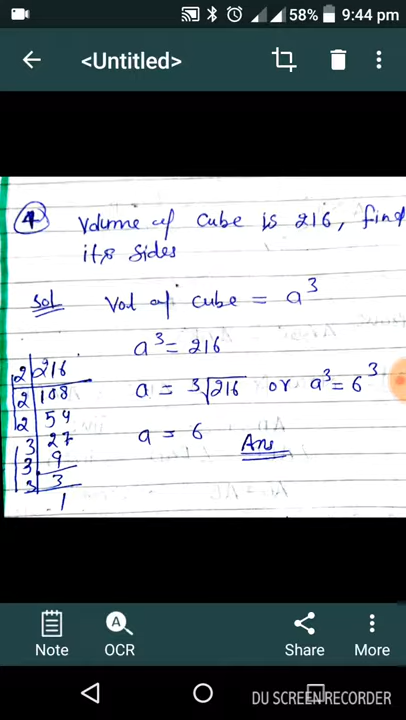 58% 9:44 pm
<Untitled>
4 Volume of cube is 216, find
its sides
Sol Vol of cube = a³
a³ = 216
a = ³√216 or a³ = 6³
a = 6 Ans
2 216
2 108
2 54
3 27
3 9
3 3
1
Note OCR Share More
DU SCREEN RECORDER